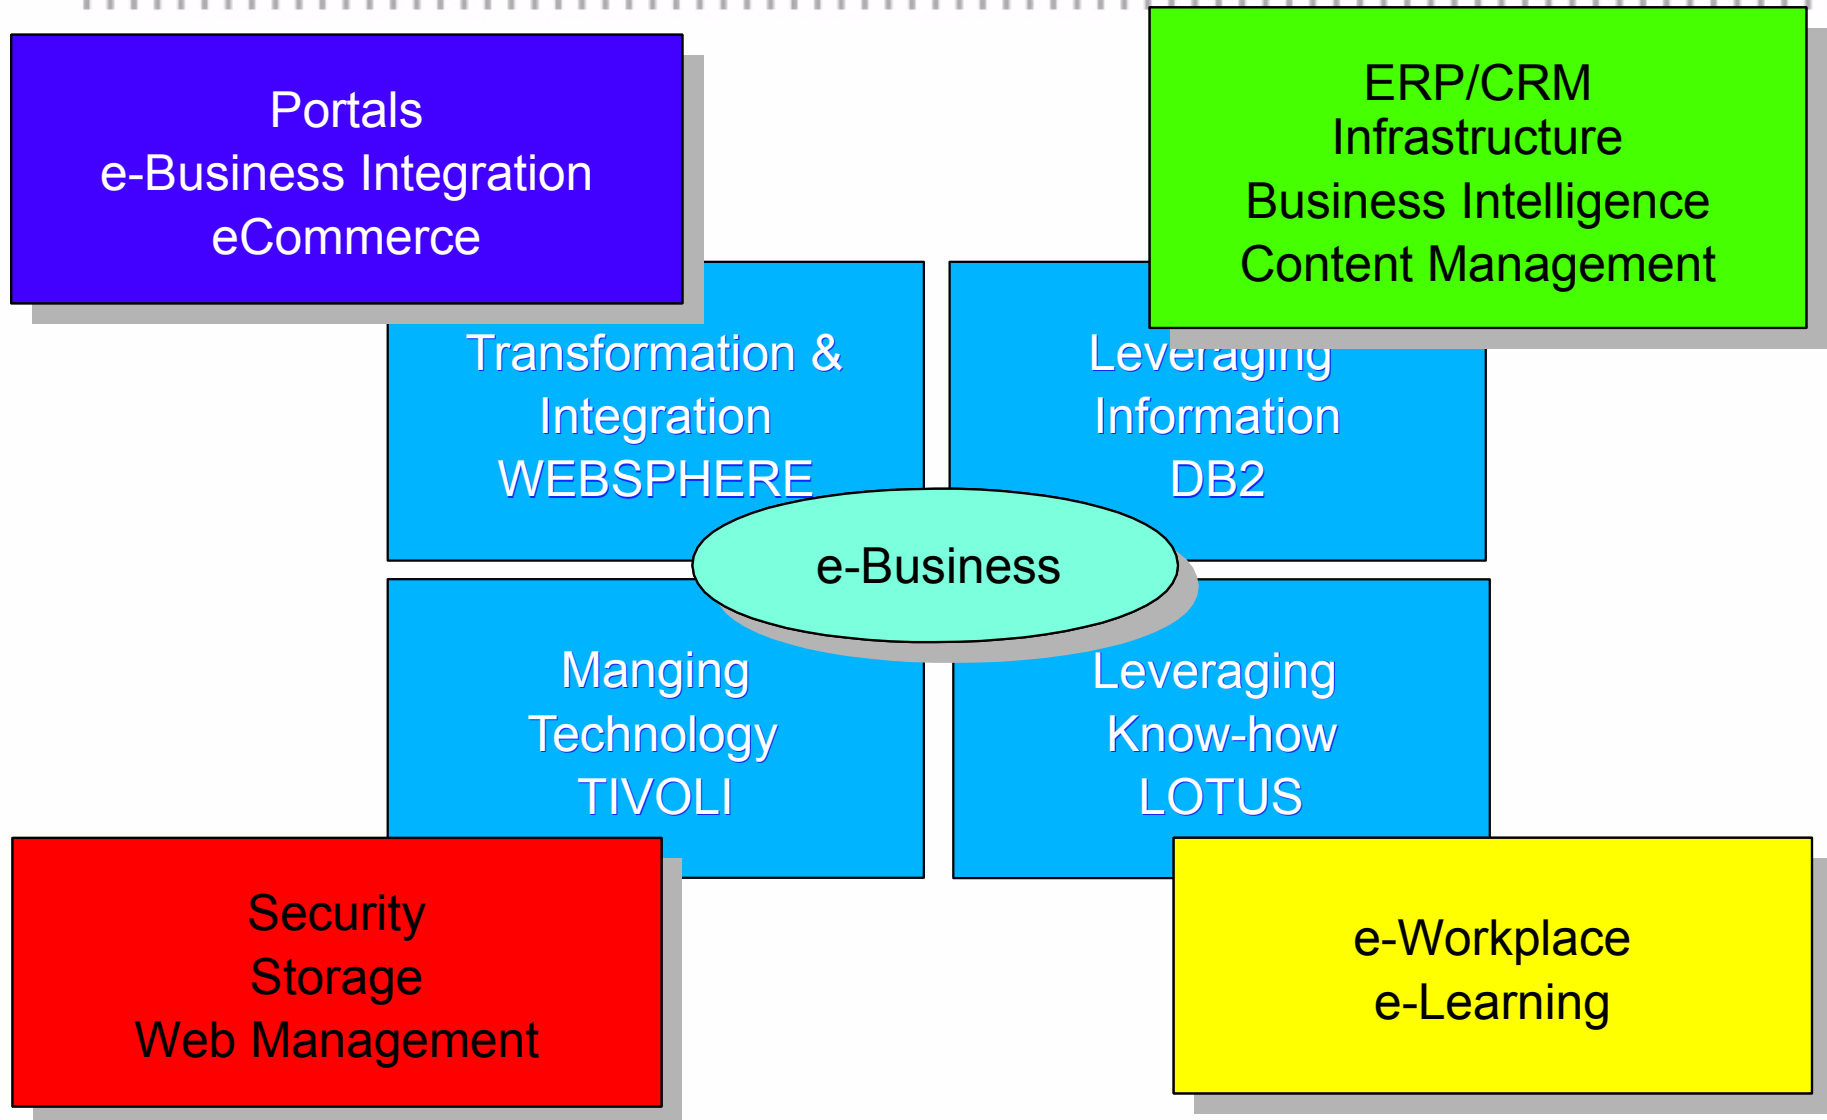 Portals
e-Business Integration
eCommerce
ERP/CRM
Infrastructure
Business Intelligence
Content Management
Transformation &
Integration
WEBSPHERE
Leveraging
Information
DB2
e-Business
Manging
Technology
TIVOLI
Leveraging
Know-how
LOTUS
Security
Storage
Web Management
e-Workplace
e-Learning